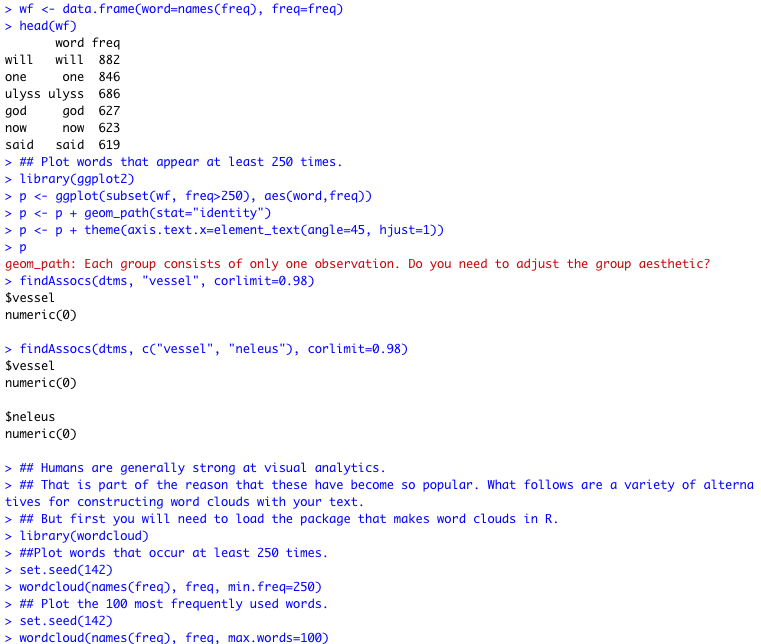 > wf <- data.frame(word=names(freq), freq=freq)
> head(wf)
       word freq
will   will  882
one     one  846
ulyss ulyss  686
god     god  627
now     now  623
said   said  619
> ## Plot words that appear at least 250 times.
> library(ggplot2)
> p <- ggplot(subset(wf, freq>250), aes(word,freq))
> p <- p + geom_path(stat="identity")
> p <- p + theme(axis.text.x=element_text(angle=45, hjust=1))
> p
geom_path: Each group consists of only one observation. Do you need to adjust the group aesthetic?
> findAssocs(dtms, "vessel", corlimit=0.98)
$vessel
numeric(0)

> findAssocs(dtms, c("vessel", "neleus"), corlimit=0.98)
$vessel
numeric(0)

$neleus
numeric(0)

> ## Humans are generally strong at visual analytics.
> ## That is part of the reason that these have become so popular. What follows are a variety of alterna
tives for constructing word clouds with your text.
> ## But first you will need to load the package that makes word clouds in R.
> library(wordcloud)
> ##Plot words that occur at least 250 times.
> set.seed(142)
> wordcloud(names(freq), freq, min.freq=250)
> ## Plot the 100 most frequently used words.
> set.seed(142)
> wordcloud(names(freq), freq, max.words=100)